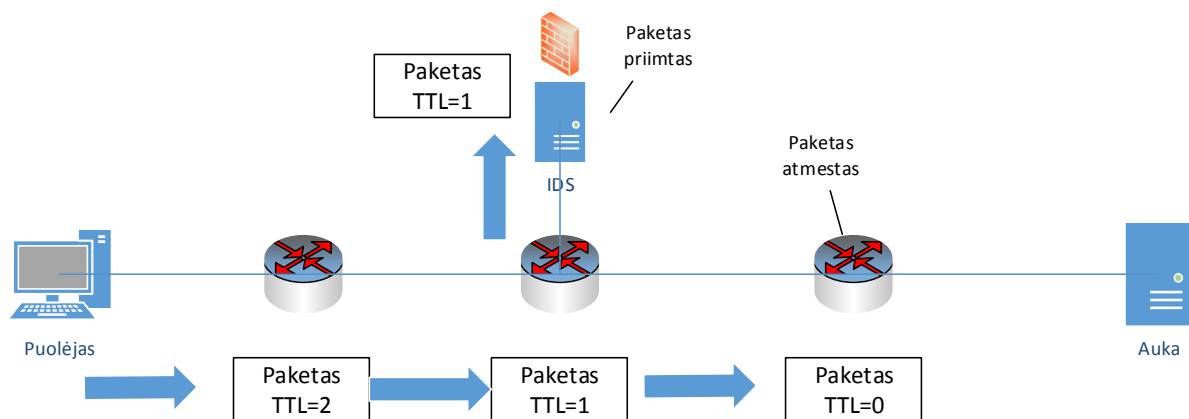 Paketas
priimtas
Paketas
TTL=1
Paketas
atmestas
IDS
Puolėjas
Auka
Paketas
TTL=2
Paketas
TTL=1
Paketas
TTL=0